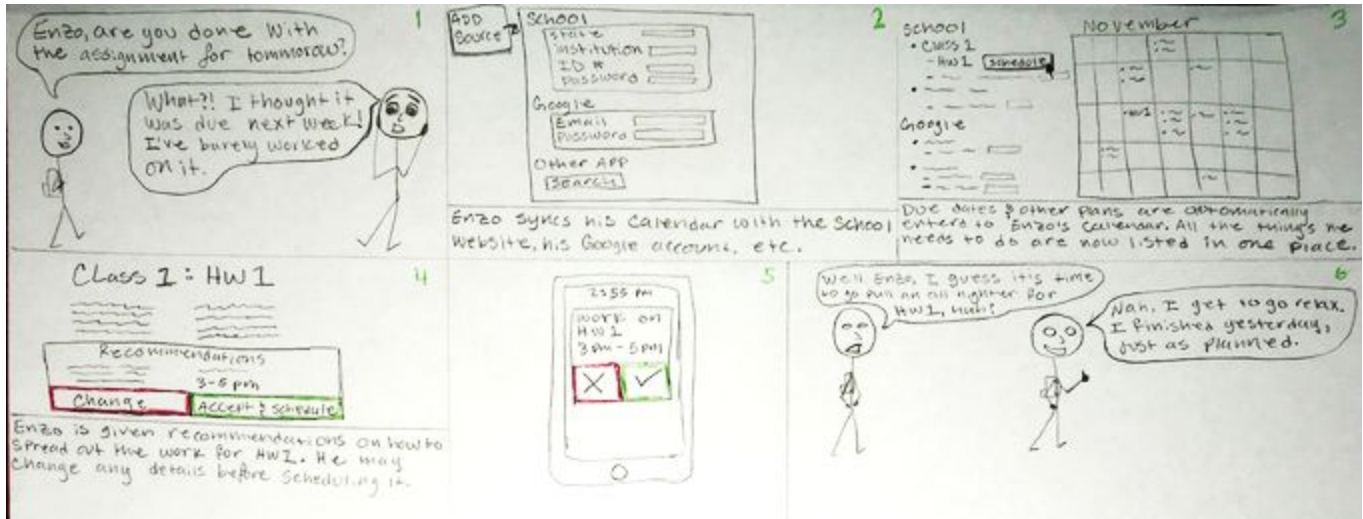 1
Enzo, are you done with
the assignment for tommorow?
What?! I thought it
was due next week!
I've barely worked
on it.
2
ADD
Source
School
state
institution
ID #
password
Google
Email
password
Other APP
search
Enzo syncs his calendar with the school
website, his Google account, etc.
3
school
• Class 1
- HW1 schedule
Google
November
HW1
Due dates & other plans are automatically
enterd to Enzo's calendar. All the things he
needs to do are now listed in one place.
4
CLass 1: HW1
Recommendations
3-5 pm
Change
Accept & schedule
Enzo is given recommendations on how to
spread out the work for HW1. He may
change any details before scheduling it.
5
2:55 PM
work on
HW1
3pm-5pm
6
Well Enzo, I guess it's time
to go pull an all nighter for
HW1, huh?
Nah, I get to go relax.
I finished yesterday,
just as planned.